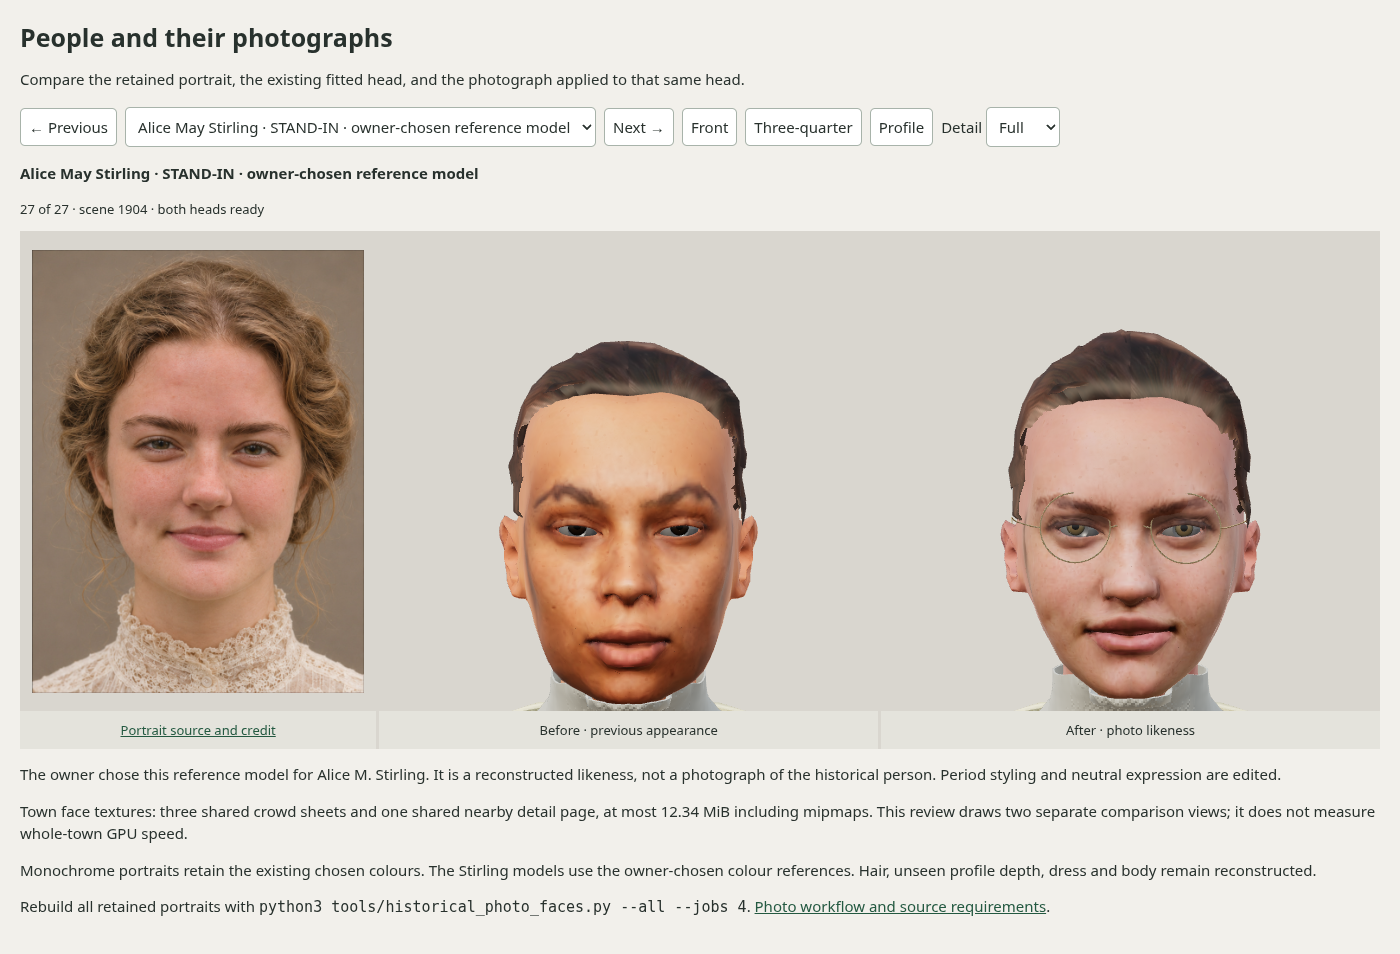 People and their photographs
Compare the retained portrait, the existing fitted head, and the photograph applied to that same head.
← Previous Alice May Stirling · STAND-IN · owner-chosen reference model Next → Front Three-quarter Profile Detail Full
Alice May Stirling · STAND-IN · owner-chosen reference model
27 of 27 · scene 1904 · both heads ready
Portrait source and credit Before · previous appearance After · photo likeness
The owner chose this reference model for Alice M. Stirling. It is a reconstructed likeness, not a photograph of the historical person. Period styling and neutral expression are edited.
Town face textures: three shared crowd sheets and one shared nearby detail page, at most 12.34 MiB including mipmaps. This review draws two separate comparison views; it does not measure
whole-town GPU speed.
Monochrome portraits retain the existing chosen colours. The Stirling models use the owner-chosen colour references. Hair, unseen profile depth, dress and body remain reconstructed.
Rebuild all retained portraits with python3 tools/historical_photo_faces.py --all --jobs 4. Photo workflow and source requirements.